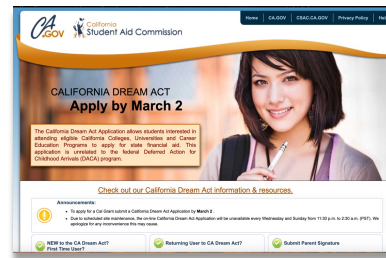 Home CA.GOV CSAC.CA.GOV Privacy Policy
CA
.GOV
California
Student Aid Commission
CALIFORNIA DREAM ACT
Apply by March 2
The California Dream Act Application allows students interested in
attending eligible California Colleges, Universities and Career
Education Programs to apply for state financial aid. This
application is unrelated to the federal Deferred Action for
Childhood Arrivals (DACA) program.
Check out our California Dream Act information & resources.
Announcements:
To apply for a Cal Grant submit a California Dream Act Application by March 2
Due to scheduled site maintenance, the on-line California Dream Act Application will be unavailable every Wednesday and Sunday from 11:30 p.m. to 2:30 a.m. (PST). We
apologize for any inconvenience this may cause.
NEW to the CA Dream Act? Returning User to CA Dream Act? Submit Parent Signature
First Time User?